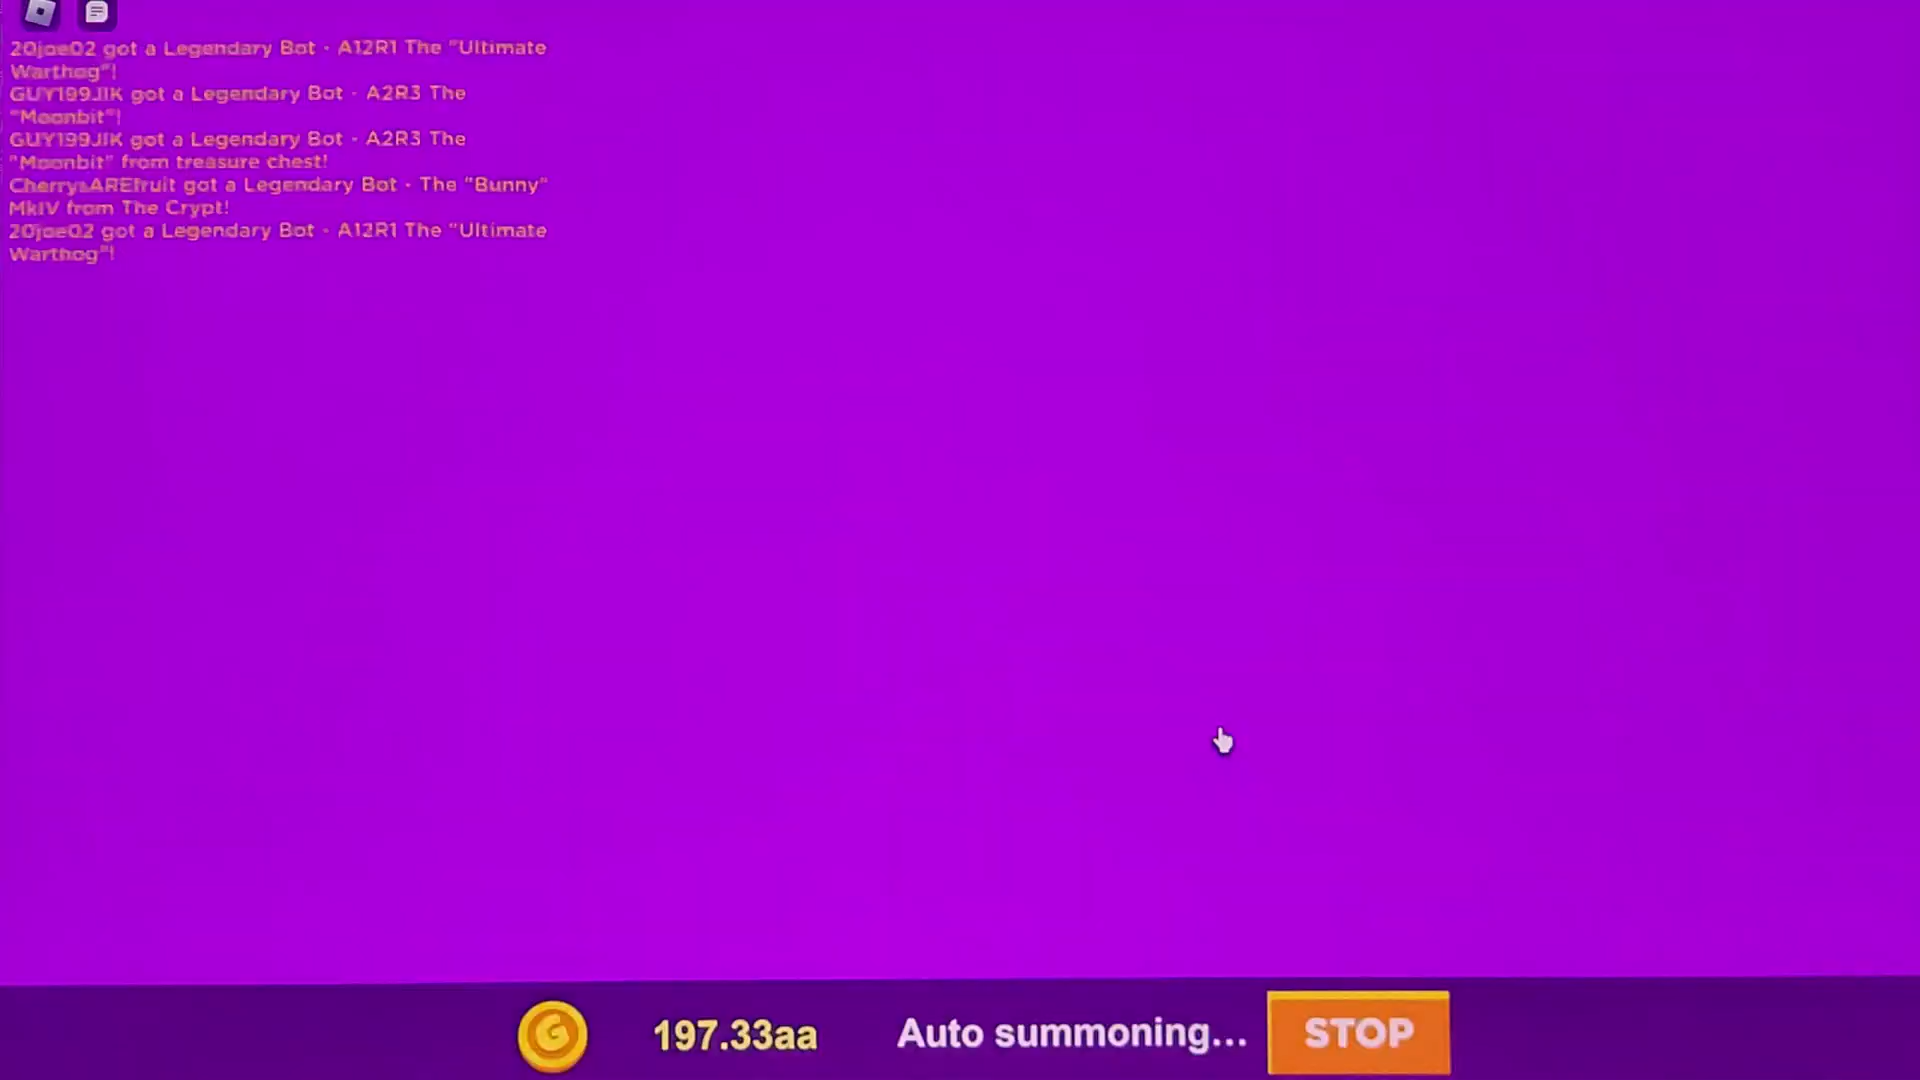 20joe02 got a Legendary Bot - A12R1 The "Ultimate
Warthog"!
GUY199JIK got a Legendary Bot - A2R3 The
"Moonbit"!
GUY199JIK got a Legendary Bot - A2R3 The
"Moonbit" from treasure chest!
CherrysAREfruit got a Legendary Bot - The "Bunny"
MkIV from The Crypt!
20joe02 got a Legendary Bot - A12R1 The "Ultimate
Warthog"!
G 197.33aa Auto summoning... STOP